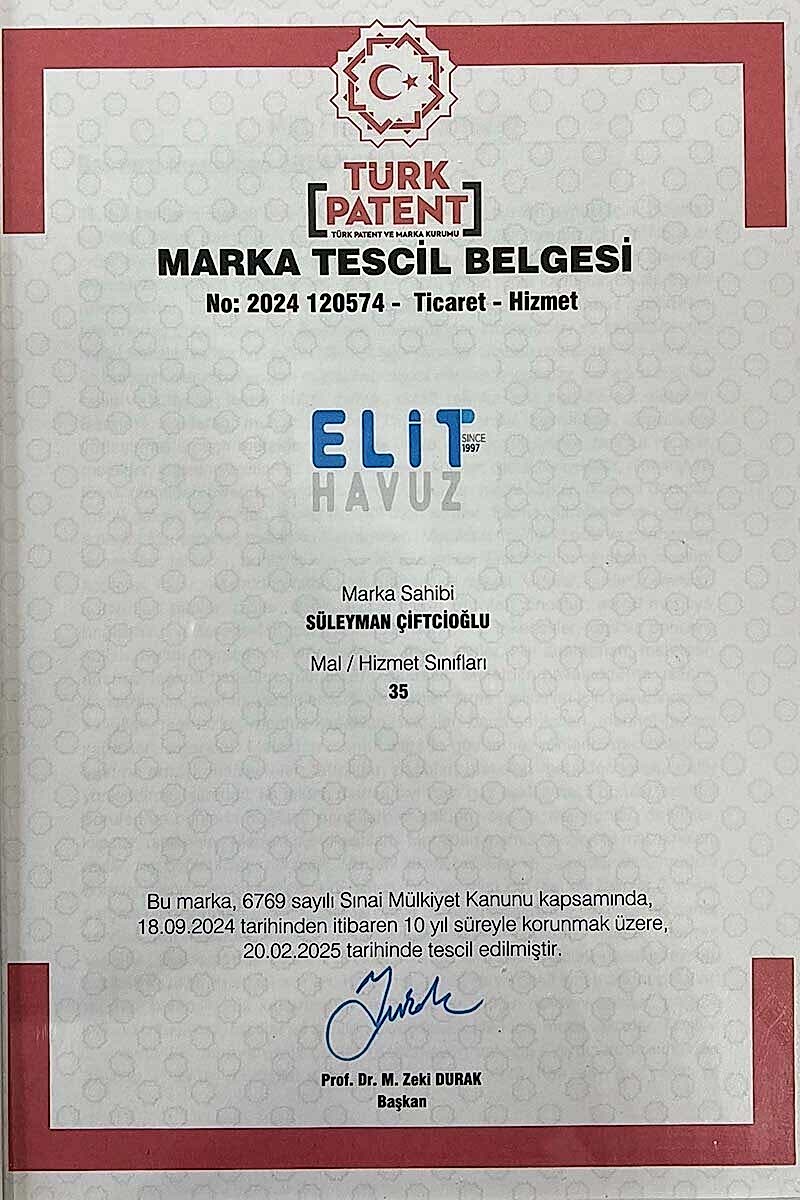 TÜRK
PATENT
TÜRK PATENT VE MARKA KURUMU
MARKA TESCİL BELGESİ
No: 2024 120574 - Ticaret - Hizmet
ELiT
SINCE
1997
HAVUZ
Marka Sahibi
SÜLEYMAN ÇİFTCİOĞLU
Mal / Hizmet Sınıfları
35
Bu marka, 6769 sayılı Sınai Mülkiyet Kanunu kapsamında,
18.09.2024 tarihinden itibaren 10 yıl süreyle korunmak üzere,
20.02.2025 tarihinde tescil edilmiştir.
Prof. Dr. M. Zeki DURAK
Başkan